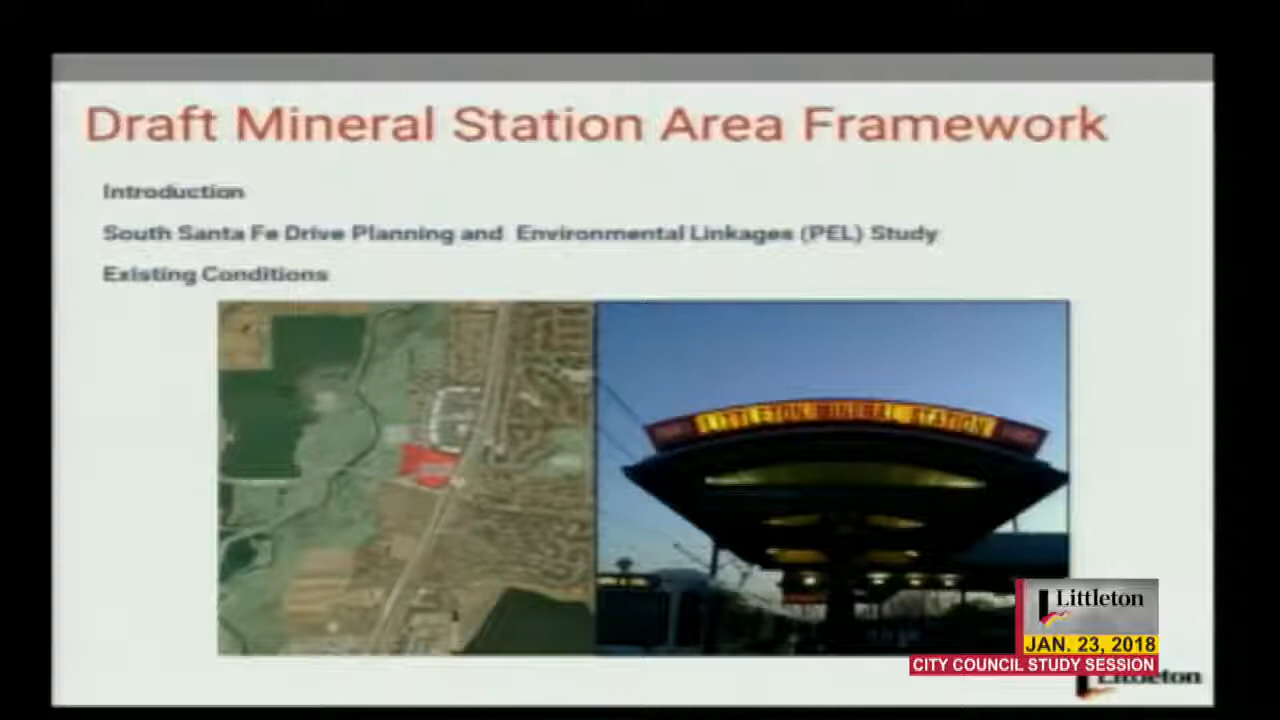 Draft Mineral Station Area Framework
Introduction
South Santa Fe Drive Planning and Environmental Linkages (PEL) Study
Existing Conditions
LITTLETON MINERAL STATION
Littleton
JAN. 23, 2018
CITY COUNCIL STUDY SESSION
Littleton